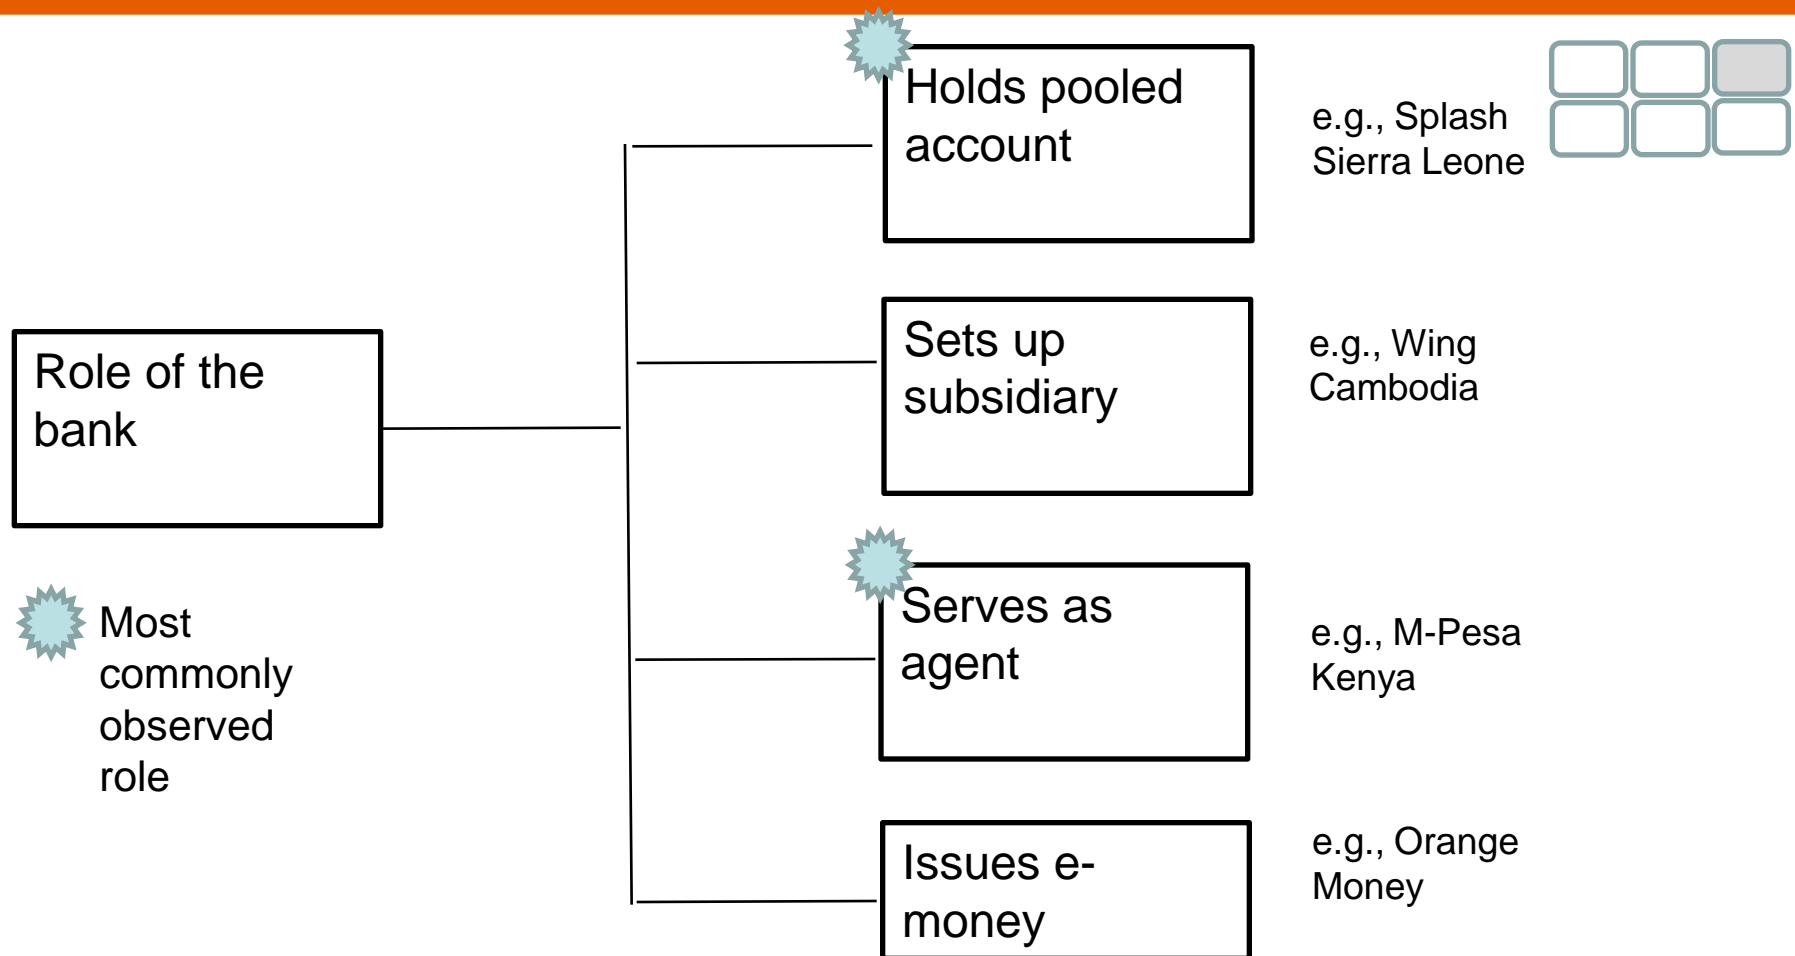 Holds pooled
account
e.g., Splash
Sierra Leone
Role of the
bank
Sets up
subsidiary
e.g., Wing
Cambodia
Most
commonly
observed
role
Serves as
agent
e.g., M-Pesa
Kenya
Issues e-
money
e.g., Orange
Money